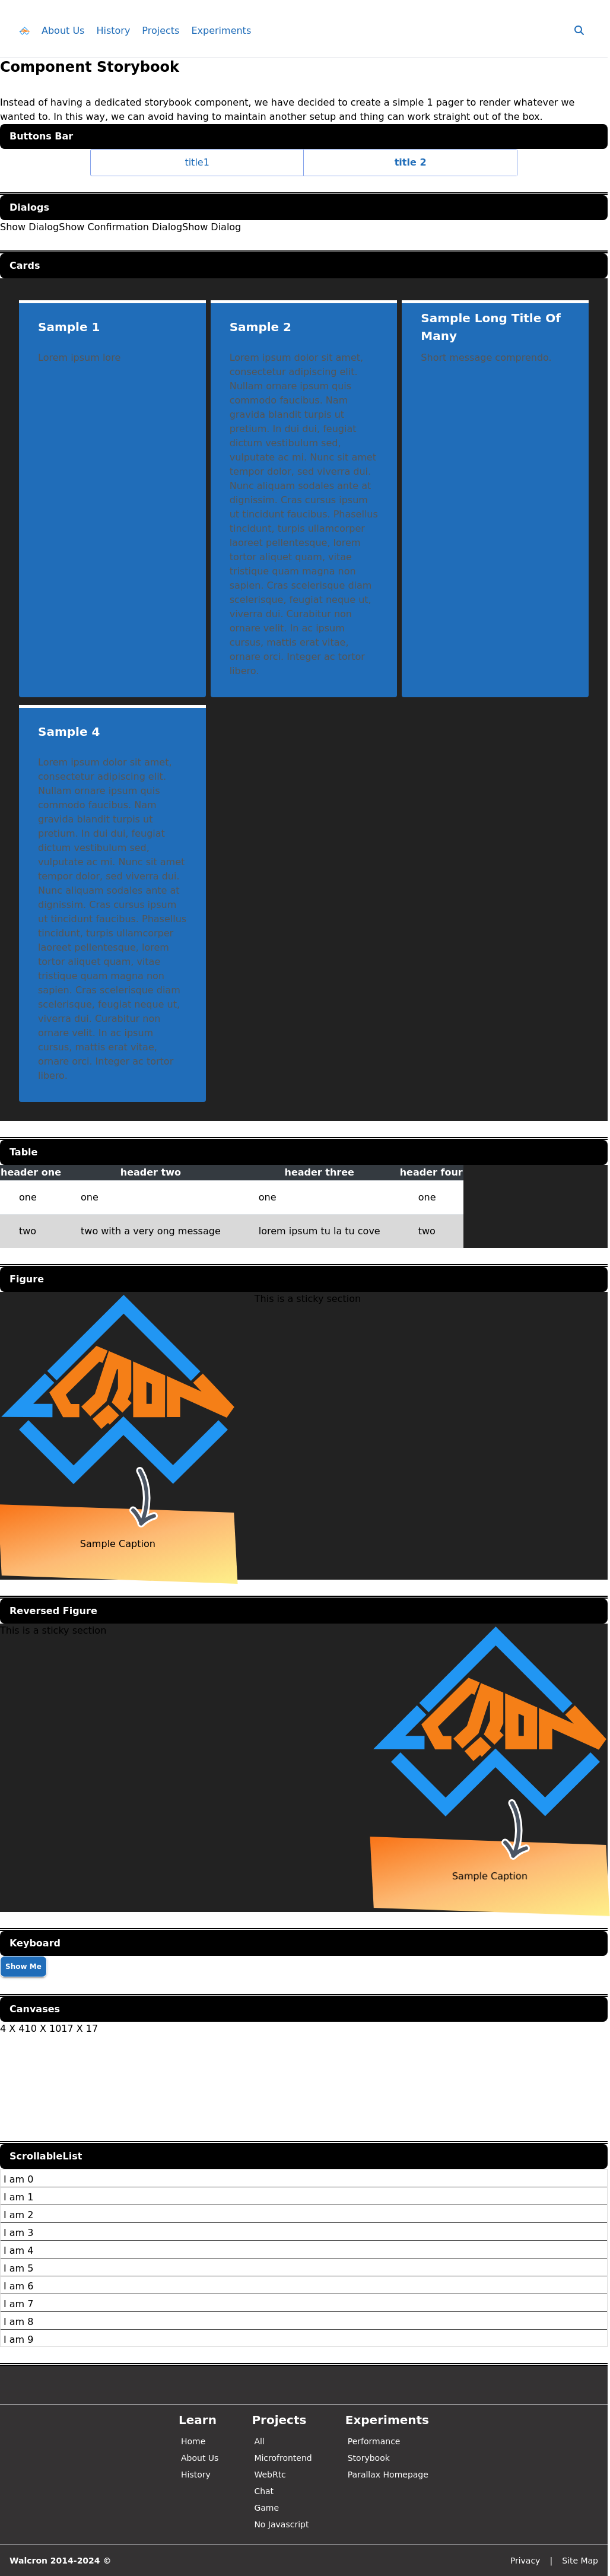 About Us History Projects Experiments
Component Storybook
Instead of having a dedicated storybook component, we have decided to create a simple 1 pager to render whatever we
wanted to. In this way, we can avoid having to maintain another setup and thing can work straight out of the box.
Buttons Bar
title1 title 2
Dialogs
Show DialogShow Confirmation DialogShow Dialog
Cards
Sample 1
Lorem ipsum
Sample 2
Lorem ipsum dolor sit amet,
consectetur adipiscing elit.
Nullam ornare ipsum quis
commodo faucibus. Nam
gravida blandit turpis ut
pretium. In dui dui, feugiat
dictum vestibulum sed,
vulputate ac mi. Nunc sit amet
tempor dolor, sed viverra dui.
Nunc aliquam sodales ante at
dignissim. Cras cursus ipsum
ut tincidunt faucibus. Phasellus
tincidunt, turpis ullamcorper
laoreet pellentesque, lorem
tortor aliquet quam, vitae
tristique quam magna non
sapien. Cras scelerisque diam
scelerisque, feugiat neque ut,
viverra dui. Curabitur non
ornare velit. In ac ipsum
cursus, mattis erat vitae,
ornare orci. Integer ac tortor
libero.
Sample Long Title Of
Many
Short message
Sample 4
Lorem ipsum dolor sit amet,
consectetur adipiscing elit.
Nullam ornare ipsum quis
commodo faucibus. Nam
gravida blandit turpis ut
pretium. In dui dui, feugiat
dictum vestibulum sed,
vulputate ac mi. Nunc sit amet
tempor dolor, sed viverra dui.
Nunc aliquam sodales ante at
dignissim. Cras cursus ipsum
ut tincidunt faucibus. Phasellus
tincidunt, turpis ullamcorper
laoreet pellentesque, lorem
tortor aliquet quam, vitae
tristique quam magna non
sapien. Cras scelerisque diam
scelerisque, feugiat neque ut,
viverra dui. Curabitur non
ornare velit. In ac ipsum
cursus, mattis erat vitae,
ornare orci. Integer ac tortor
libero.
Table
header one header two header three header four
one one one one
two two with a very ong message lorem ipsum tu la tu cove two
Figure
This is a sticky section
Sample Caption
Reversed Figure
This is a sticky section
Sample Caption
Keyboard
Show Me
Canvases
4 X 410 X 1017 X 17
ScrollableList
I am 0
I am 1
I am 2
I am 3
I am 4
I am 5
I am 6
I am 7
I am 8
I am 9
Learn
Home
About Us
History
Projects
All
Microfrontend
WebRtc
Chat
Game
No Javascript
Experiments
Performance
Storybook
Parallax Homepage
Walcron 2014-2024 ©
Privacy | Site Map